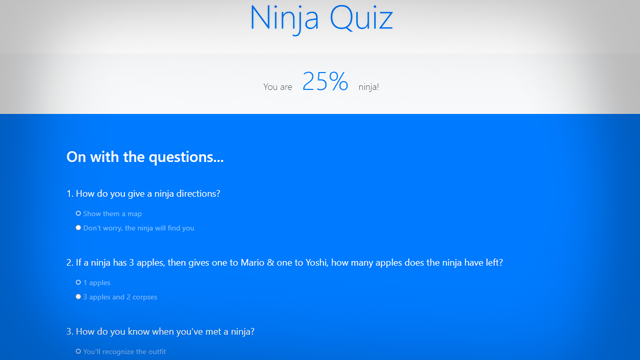 Ninja Quiz
You are 25% ninja!
On with the questions...
1. How do you give a ninja directions?
Show them a map
Don't worry, the ninja will find you
2. If a ninja has 3 apples, then gives one to Mario & one to Yoshi, how many apples does the ninja have left?
1 apples
3 apples and 2 corpses
3. How do you know when you've met a ninja?
You'll recognize the outfit